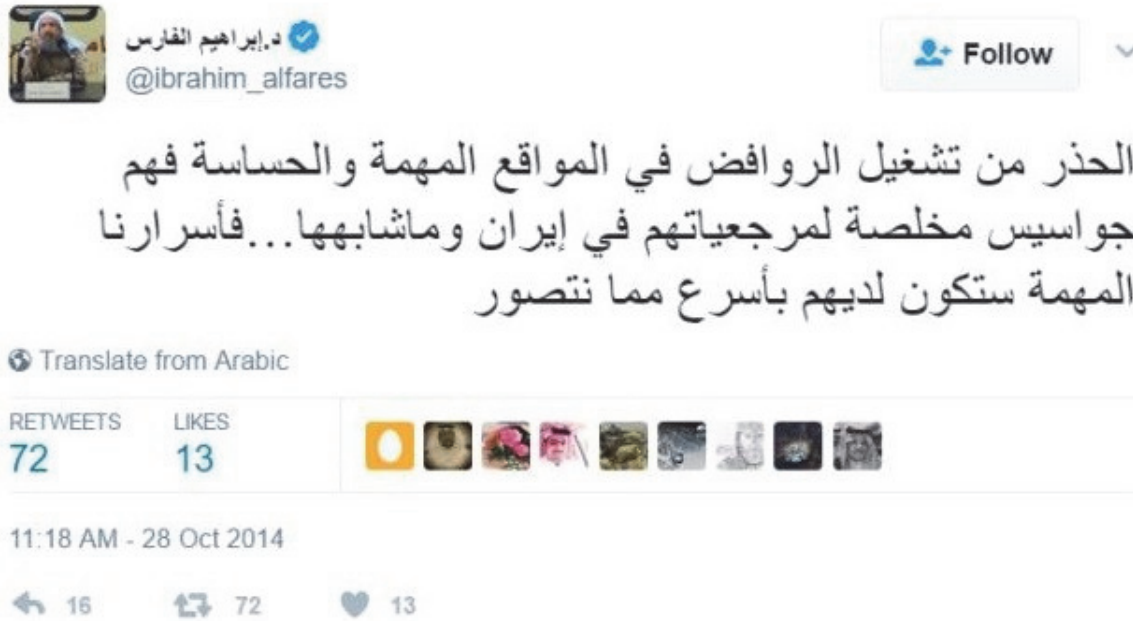 د.إبراهيم الفارس
@ibrahim_alfares
Follow
الحذر من تشغيل الروافض في المواقع المهمة والحساسة فهم
جواسيس مخلصة لمرجعياتهم في إيران وماشابهها...فأسرارنا
المهمة ستكون لديهم بأسرع مما نتصور
Translate from Arabic
RETWEETS LIKES
72 13
11:18 AM - 28 Oct 2014
16 72 13